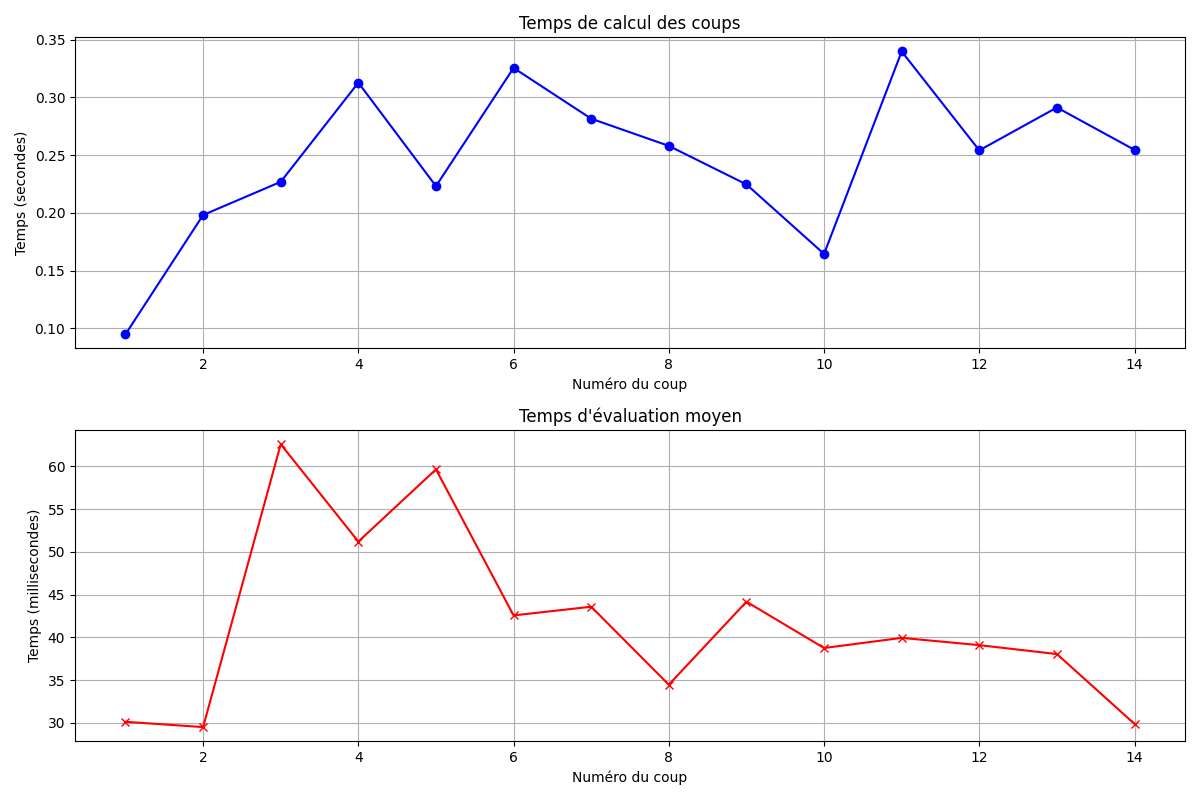 Temps de calcul des coups
0.35
0.30
0.25
0.20
0.15
0.10
Temps (secondes)
2 4 6 8 10 12 14
Numéro du coup
Temps d'évaluation moyen
60
55
50
45
40
35
30
Temps (millisecondes)
2 4 6 8 10 12 14
Numéro du coup